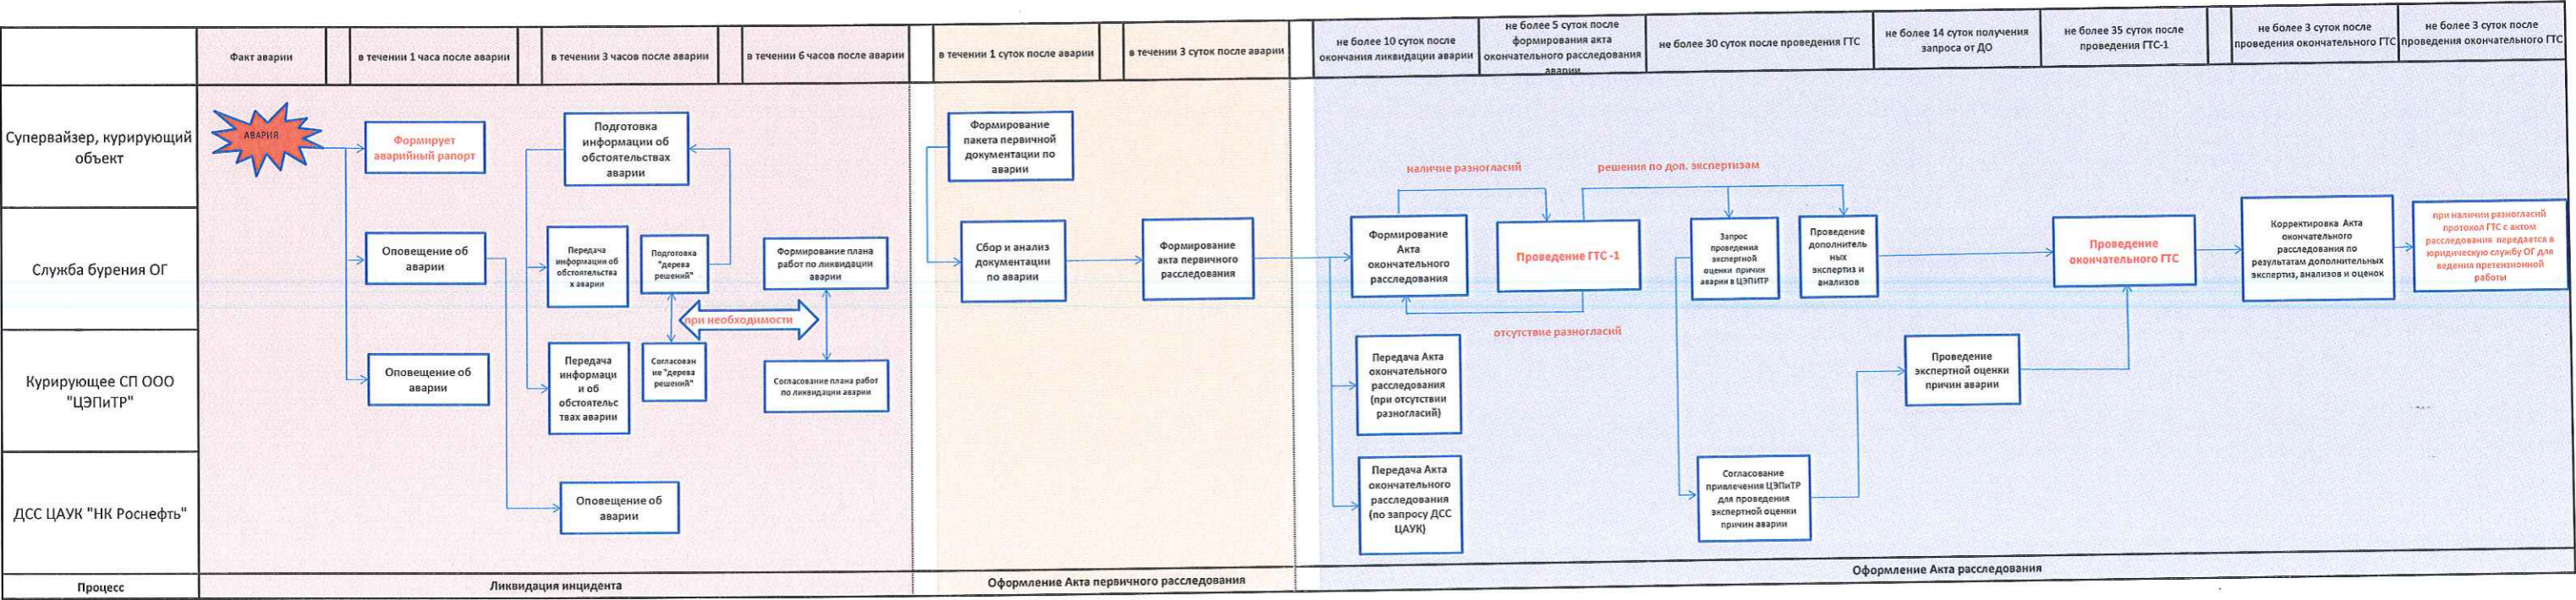 Факт аварии
в течении 1 часа после аварии
в течении 3 часов после аварии
в течении 6 часов после аварии
в течении 1 суток после аварии
в течении 3 суток после аварии
не более 10 суток после
окончания ликвидации аварии
не более 5 суток после
формирования акта
окончательного расследования
аварии
не более 30 суток после проведения ГТС
не более 14 суток получения
запроса от ДО
не более 35 суток после
проведения ГТС-1
не более 3 суток после
проведения окончательного ГТС
не более 3 суток после
проведения окончательного ГТС
Супервайзер, курирующий
объект
АВАРИЯ
Формирует
аварийный рапорт
Подготовка
информации об
обстоятельствах
аварии
Формирование
пакета первичной
документации по
аварии
наличие разногласий
решения по доп. экспертизам
Служба бурения ОГ
Оповещение об
аварии
Передача
информации об
обстоятельства
х аварии
Подготовка
"дерева
решений"
Формирование плана
работ по ликвидации
аварии
при необходимости
Сбор и анализ
документации
по аварии
Формирование
акта первичного
расследования
Формирование
Акта
окончательного
расследования
Проведение ГТС -1
отсутствие разногласий
Запрос
проведения
экспертной
оценки причин
аварии в ЦЭПИТР
Проведение
дополнитель
ных
экспертиз и
анализов
Проведение
окончательного ГТС
Корректировка Акта
окончательного
расследования по
результатам дополнительных
экспертиз, анализов и оценок
при наличии разногласий
протокол ГТС с актом
расследования передается в
юридическую службу ОГ для
ведения претензионной
работы
Курирующее СП ООО
"ЦЭПиТР"
Оповещение об
аварии
Передача
информаци
и об
обстоятельс
твах аварии
Согласован
ие "дерева
решений"
Согласование плана работ
по ликвидации аварии
Передача Акта
окончательного
расследования
(при отсутствии
разногласий)
Проведение
экспертной оценки
причин аварии
ДСС ЦАУК "НК Роснефть"
Оповещение об
аварии
Передача Акта
окончательного
расследования
(по запросу ДСС
ЦАУК)
Согласование
привлечения ЦЭПиТР
для проведения
экспертной оценки
причин аварии
Процесс
Ликвидация инцидента
Оформление Акта первичного расследования
Оформление Акта расследования